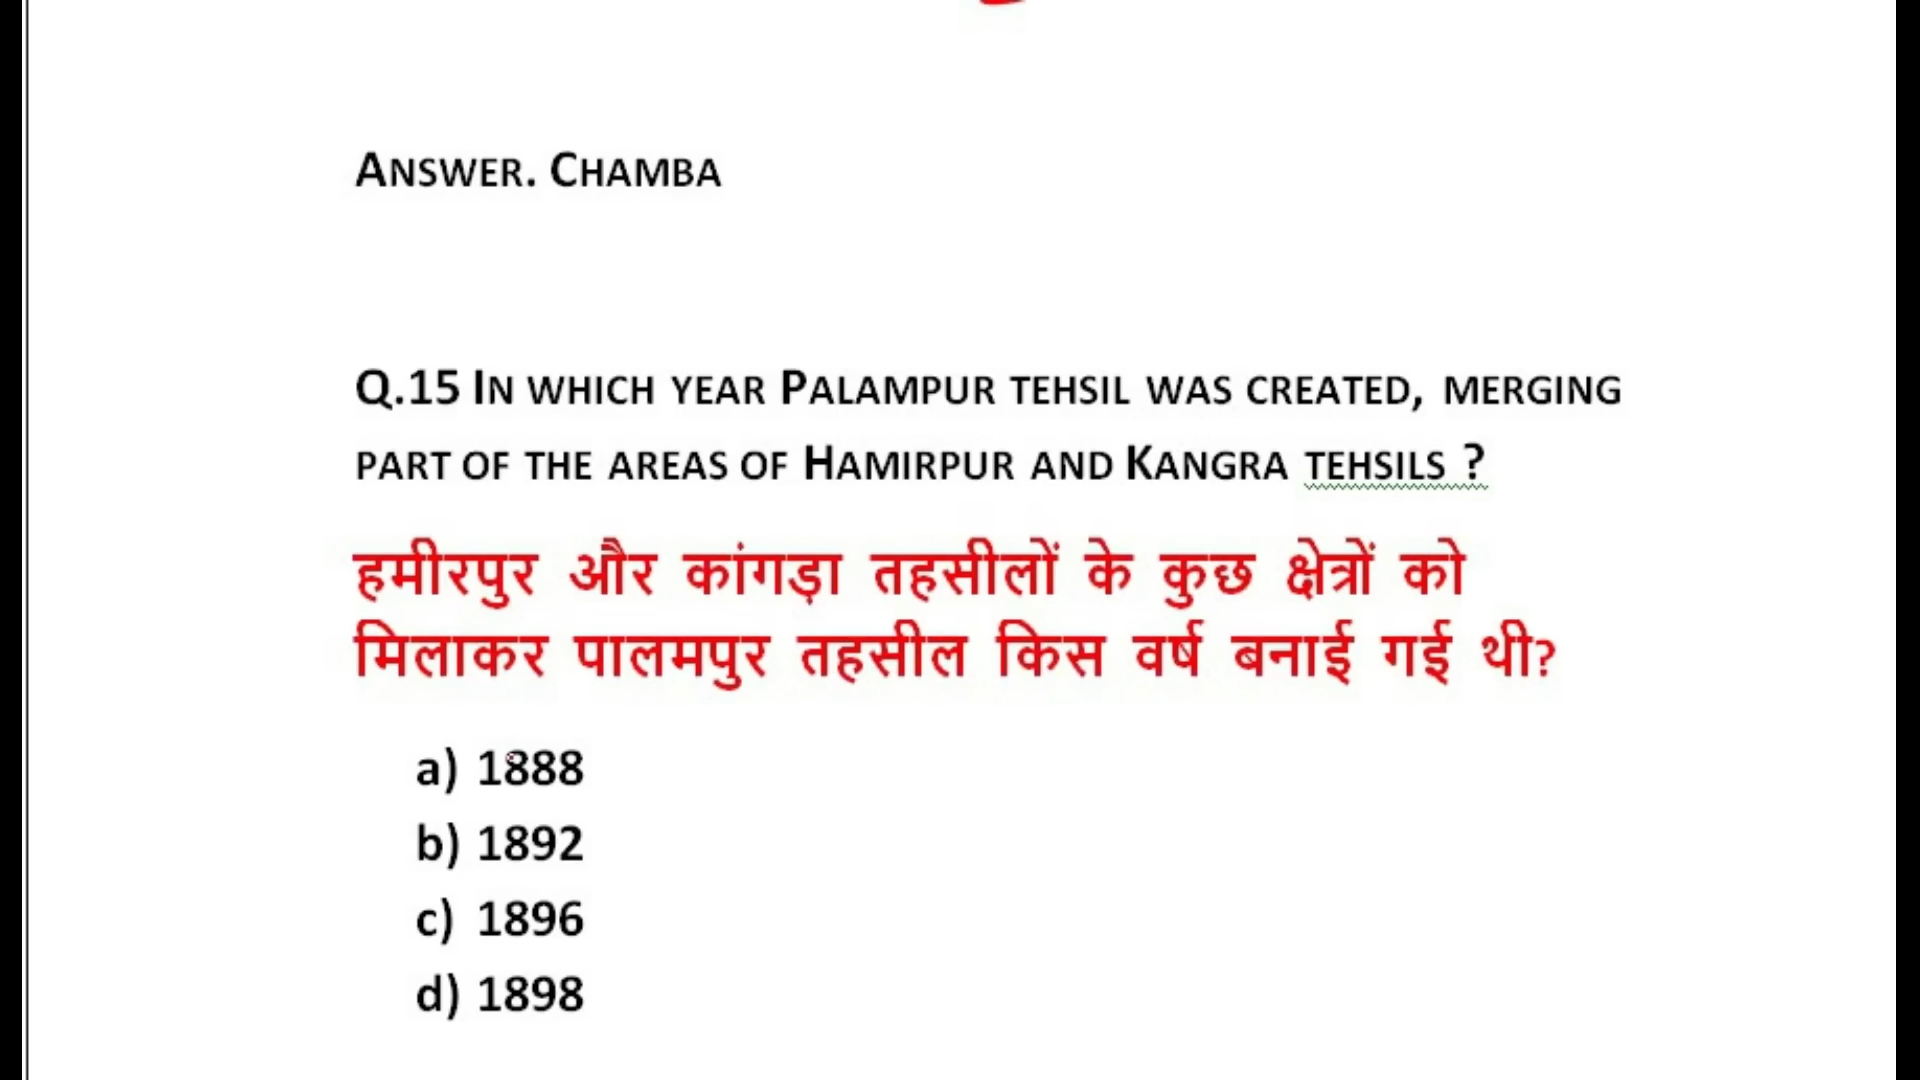 ANSWER. CHAMBA
Q.15 IN WHICH YEAR PALAMPUR TEHSIL WAS CREATED, MERGING
PART OF THE AREAS OF HAMIRPUR AND KANGRA TEHSILS ?
हमीरपुर और कांगड़ा तहसीलों के कुछ क्षेत्रों को
मिलाकर पालमपुर तहसील किस वर्ष बनाई गई थी?
a) 1888
b) 1892
c) 1896
d) 1898